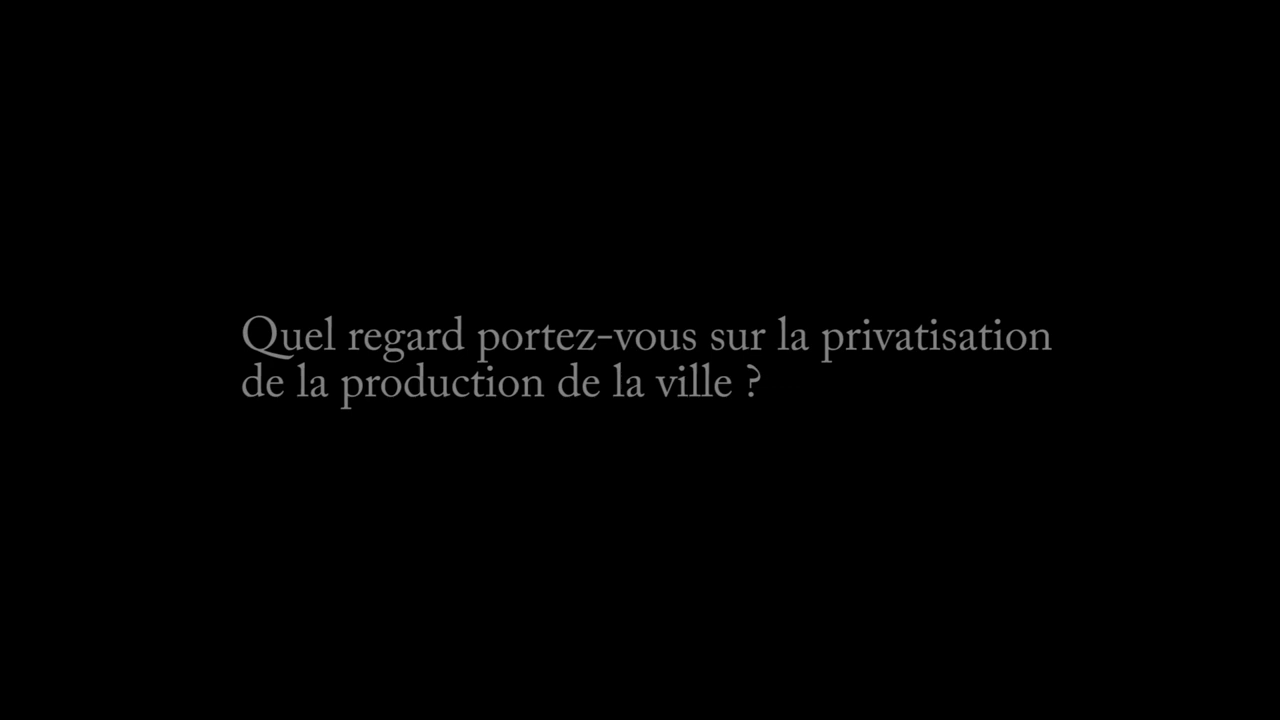 Quel regard portez-vous sur la privatisation
de la production de la ville ?